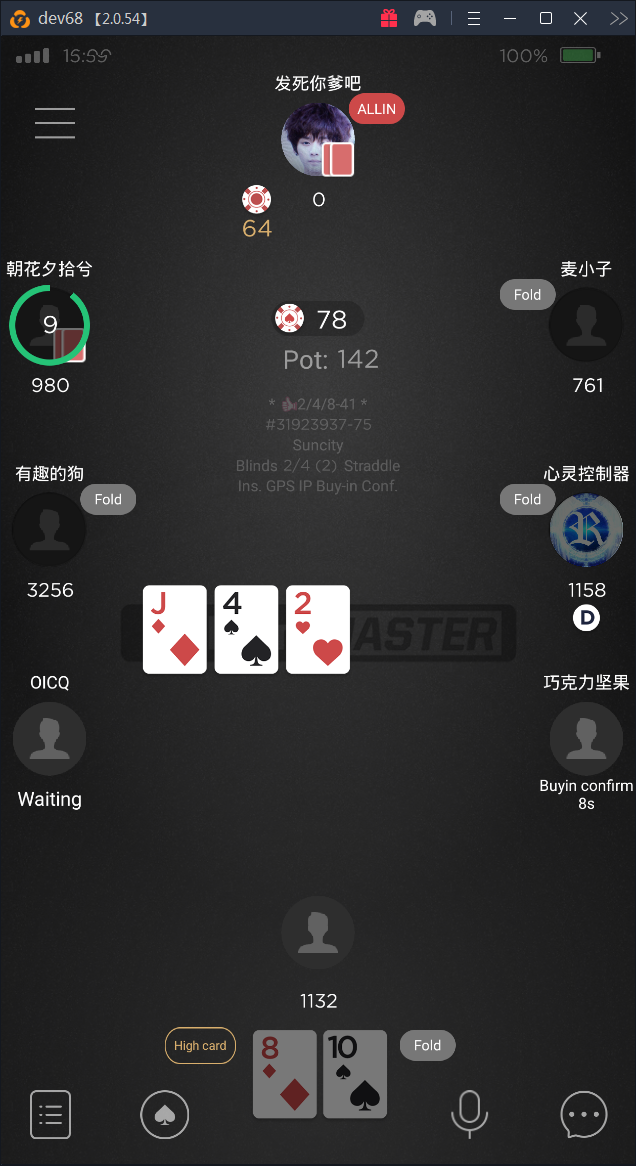 dev68 【2.0.54】
15:59
100%
发死你爹吧
ALLIN
0
64
朝花夕拾兮
9
980
麦小子
Fold
761
78
Pot: 142
* 2/4/8-41 *
#31923937-75
Suncity
Blinds 2/4 (2) Straddle
Ins. GPS IP Buy-in Conf.
有趣的狗
Fold
3256
心灵控制器
Fold
R
1158
D
J
4
2
MASTER
OICQ
Waiting
巧克力坚果
Buyin confirm
8s
1132
High card
8
10
Fold